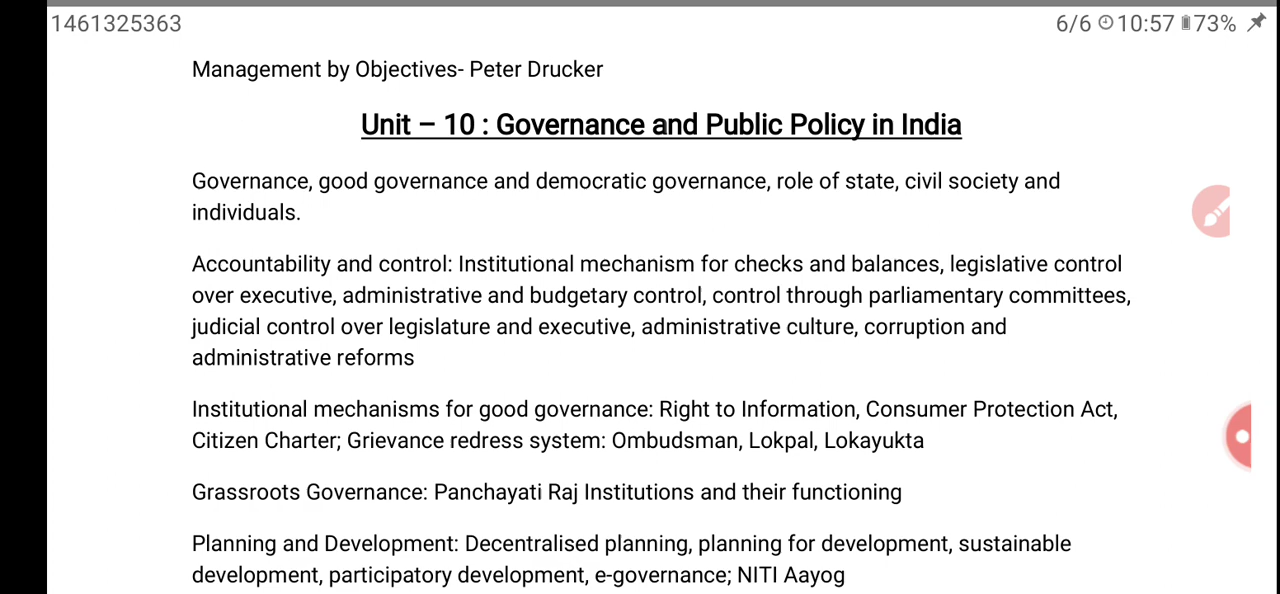 1461325363
6/6 10:57 73%
Management by Objectives- Peter Drucker
Unit – 10 : Governance and Public Policy in India
Governance, good governance and democratic governance, role of state, civil society and
individuals.
Accountability and control: Institutional mechanism for checks and balances, legislative control
over executive, administrative and budgetary control, control through parliamentary committees,
judicial control over legislature and executive, administrative culture, corruption and
administrative reforms
Institutional mechanisms for good governance: Right to Information, Consumer Protection Act,
Citizen Charter; Grievance redress system: Ombudsman, Lokpal, Lokayukta
Grassroots Governance: Panchayati Raj Institutions and their functioning
Planning and Development: Decentralised planning, planning for development, sustainable
development, participatory development, e-governance; NITI Aayog